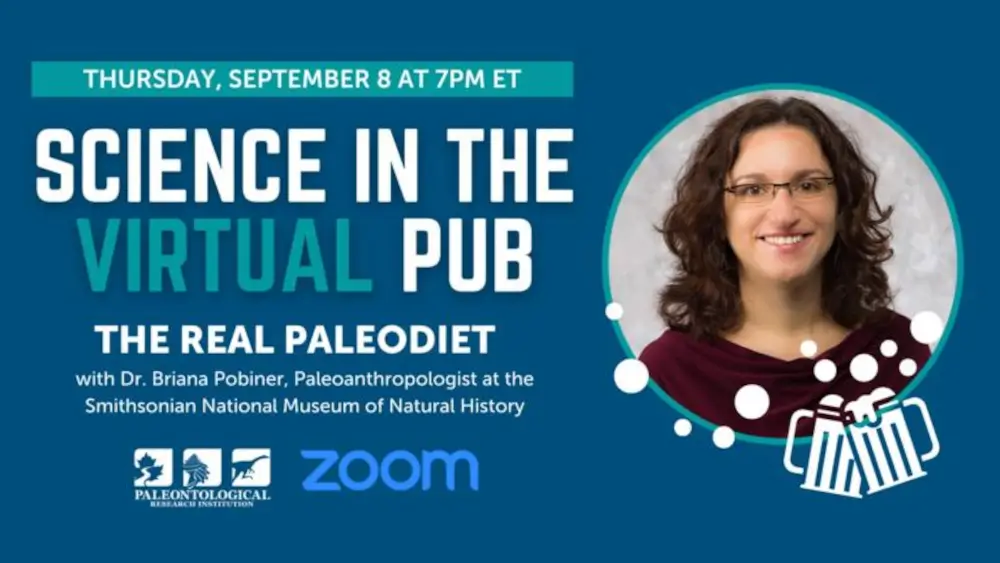 THURSDAY, SEPTEMBER 8 AT 7PM ET
SCIENCE IN THE
VIRTUAL PUB
THE REAL PALEODIET
with Dr. Briana Pobiner, Paleoanthropologist at the
Smithsonian National Museum of Natural History
PALEONTOLOGICAL
RESEARCH INSTITUTION
zoom